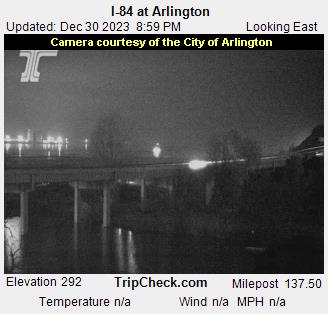 I-84 at Arlington
Updated: Dec 30 2023 8:59 PM Looking East
Camera courtesy of the City of Arlington
Elevation 292 TripCheck.com Milepost 137.50
Temperature n/a Wind n/a MPH n/a